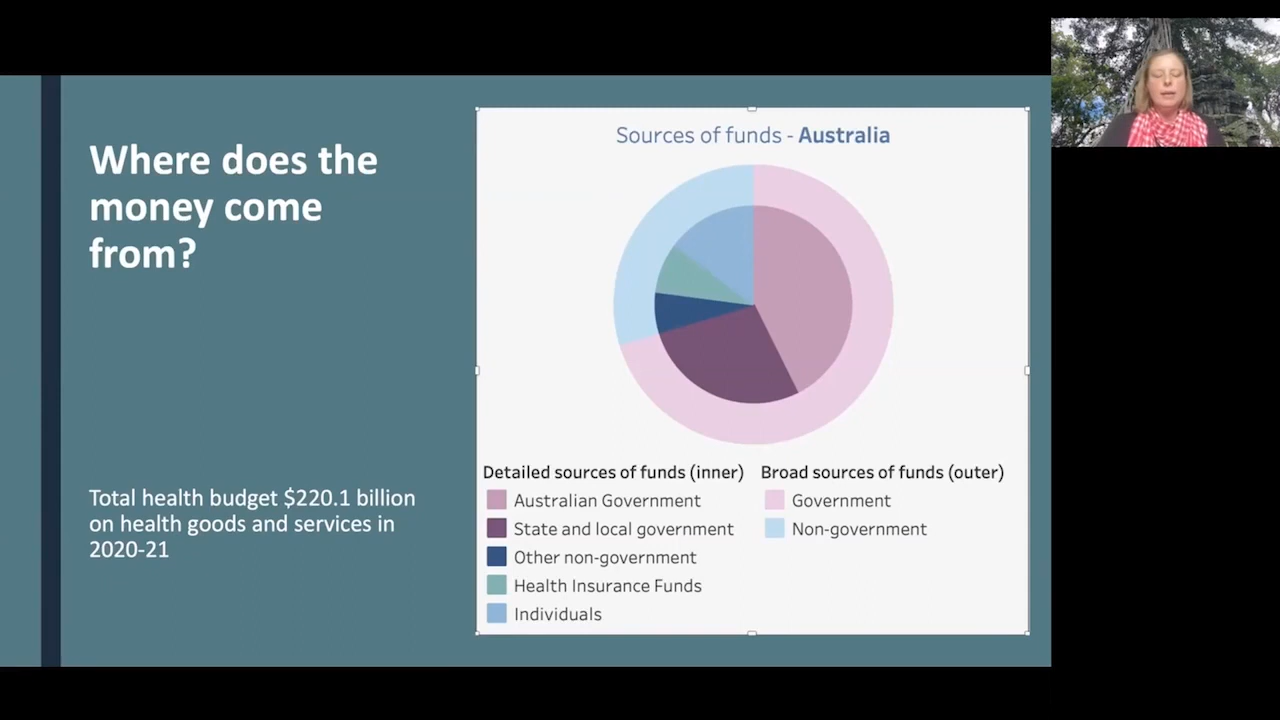 Where does the
money come
from?
Total health budget $220.1 billion
on health goods and services in
2020-21
Sources of funds - Australia
Detailed sources of funds (inner)
Australian Government
State and local government
Other non-government
Health Insurance Funds
Individuals
Broad sources of funds (outer)
Government
Non-government